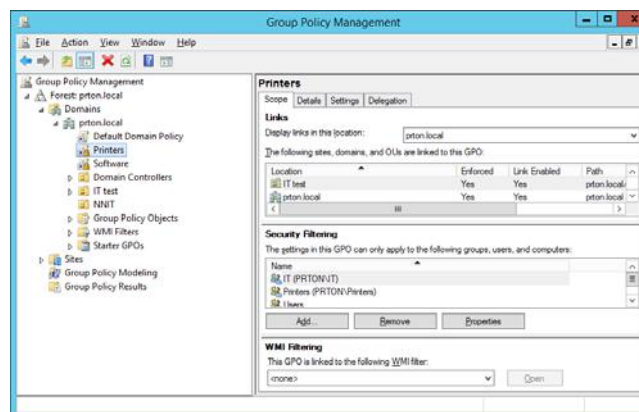 Group Policy Management
File Action View Window Help
Group Policy Management
Forest: prton.local
Domains
prton.local
Default Domain Policy
Printers
Software
Domain Controllers
IT test
NNIT
Group Policy Objects
WMI Filters
Starter GPOs
Sites
Group Policy Modeling
Group Policy Results
Printers
Scope Details Settings Delegation
Links
Display links in this location: prton.local
The following sites, domains, and OUs are linked to this GPO:
Location Enforced Link Enabled Path
IT test Yes Yes prton.local/
prton.local Yes Yes prton.local
Security Filtering
The settings in this GPO can only apply to the following groups, users, and computers:
Name
IT (PRTON\IT)
Printers (PRTON\Printers)
Users
Add... Remove Properties
WMI Filtering
This GPO is linked to the following WMI filter:
<none> Open